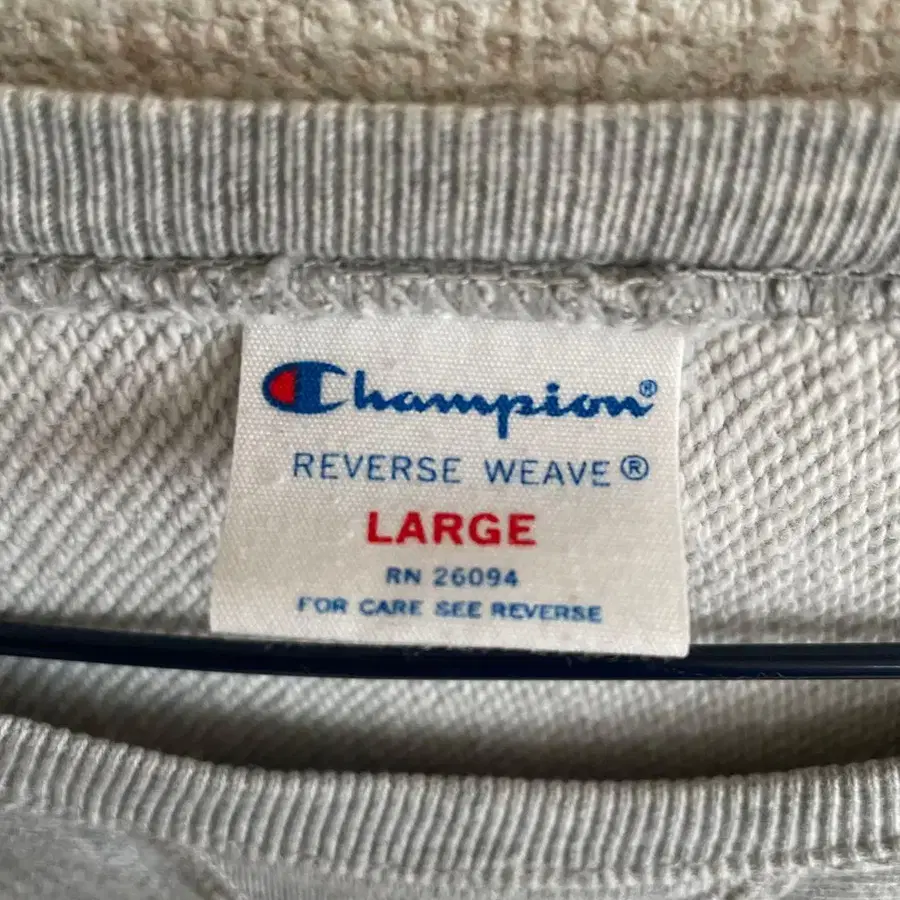 Champion®
REVERSE WEAVE®
LARGE
RN 26094
FOR CARE SEE REVERSE